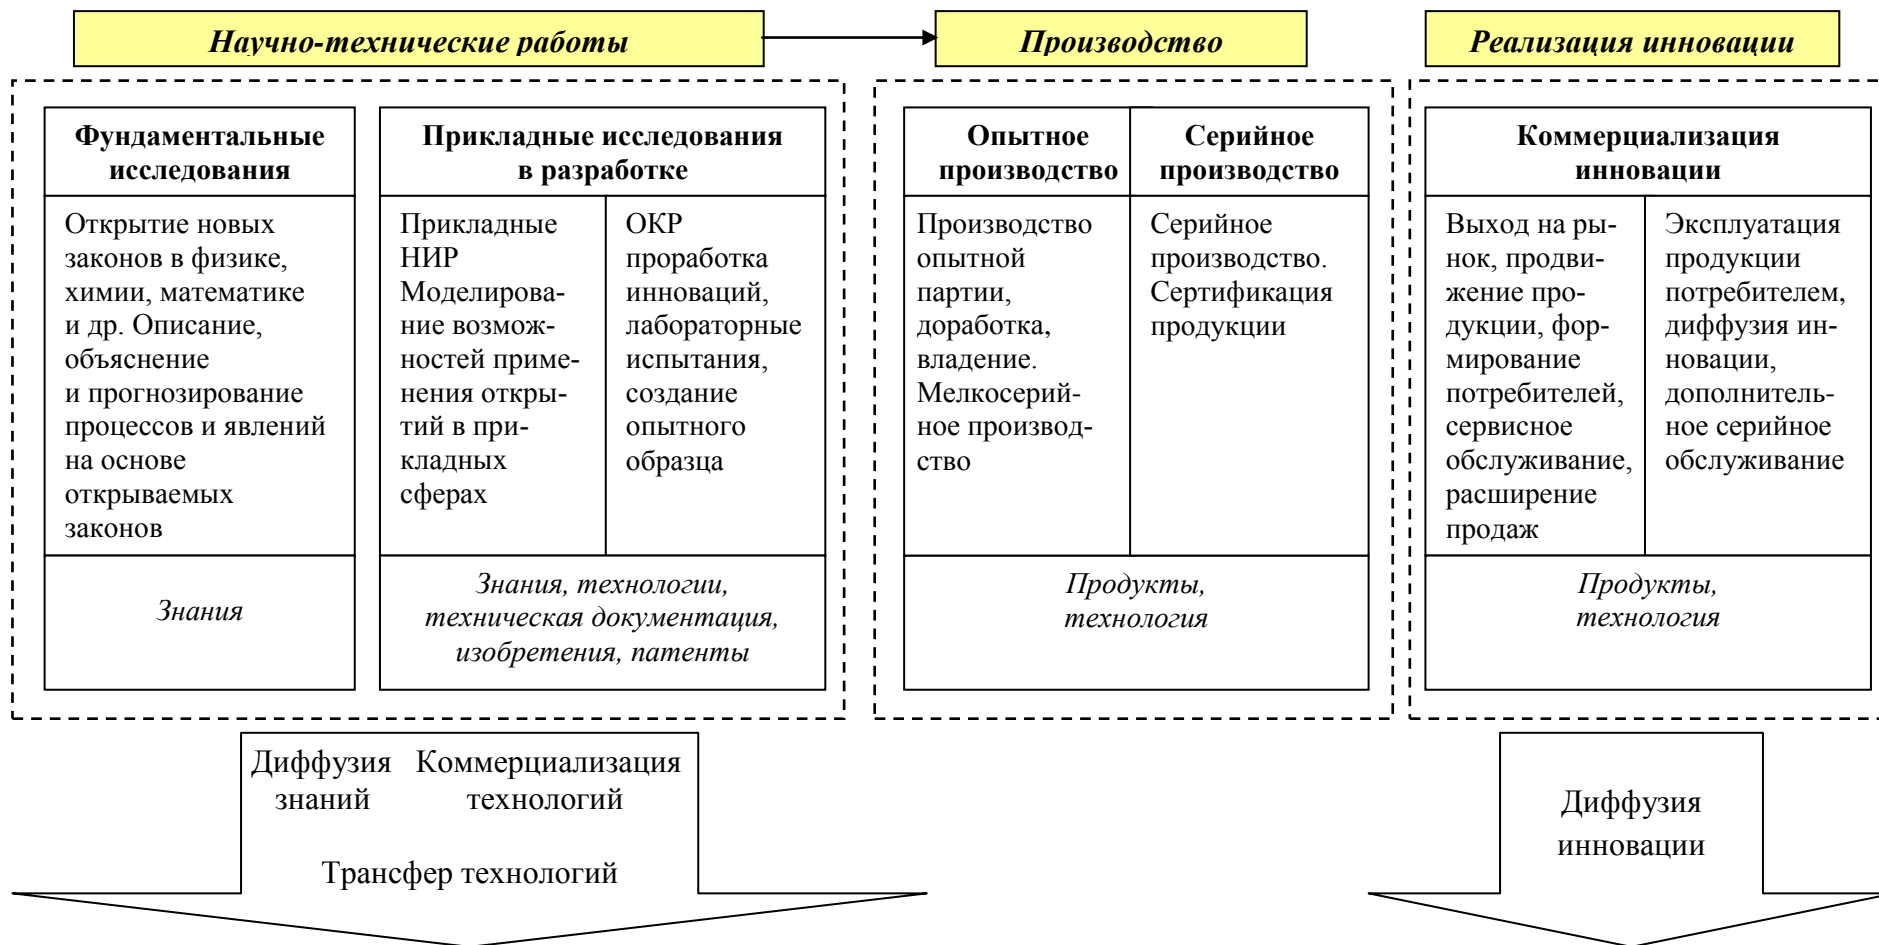 Научно-технические работы
Производство
Реализация инновации
Фундаментальные
исследования
Открытие новых
законов в физике,
химии, математике
и др. Описание,
объяснение
и прогнозирование
процессов и явлений
на основе
открываемых
законов
Знания
Прикладные исследования
в разработке
Прикладные
НИР
Моделирова-
ние возмож-
ностей приме-
нения откры-
тий в при-
кладных
сферах
ОКР
проработка
инноваций,
лабораторные
испытания,
создание
опытного
образца
Знания, технологии,
техническая документация,
изобретения, патенты
Опытное
производство
Производство
опытной
партии,
доработка,
владение.
Мелкосерий-
ное производ-
ство
Серийное
производство
Серийное
производство.
Сертификация
продукции
Продукты,
технология
Коммерциализация
инновации
Выход на ры-
нок, продви-
жение про-
дукции, фор-
мирование
потребителей,
сервисное
обслуживание,
расширение
продаж
Эксплуатация
продукции
потребителем,
диффузия ин-
новации,
дополнитель-
ное серийное
обслуживание
Продукты,
технология
Диффузия
знаний
Коммерциализация
технологий
Трансфер технологий
Диффузия
инновации